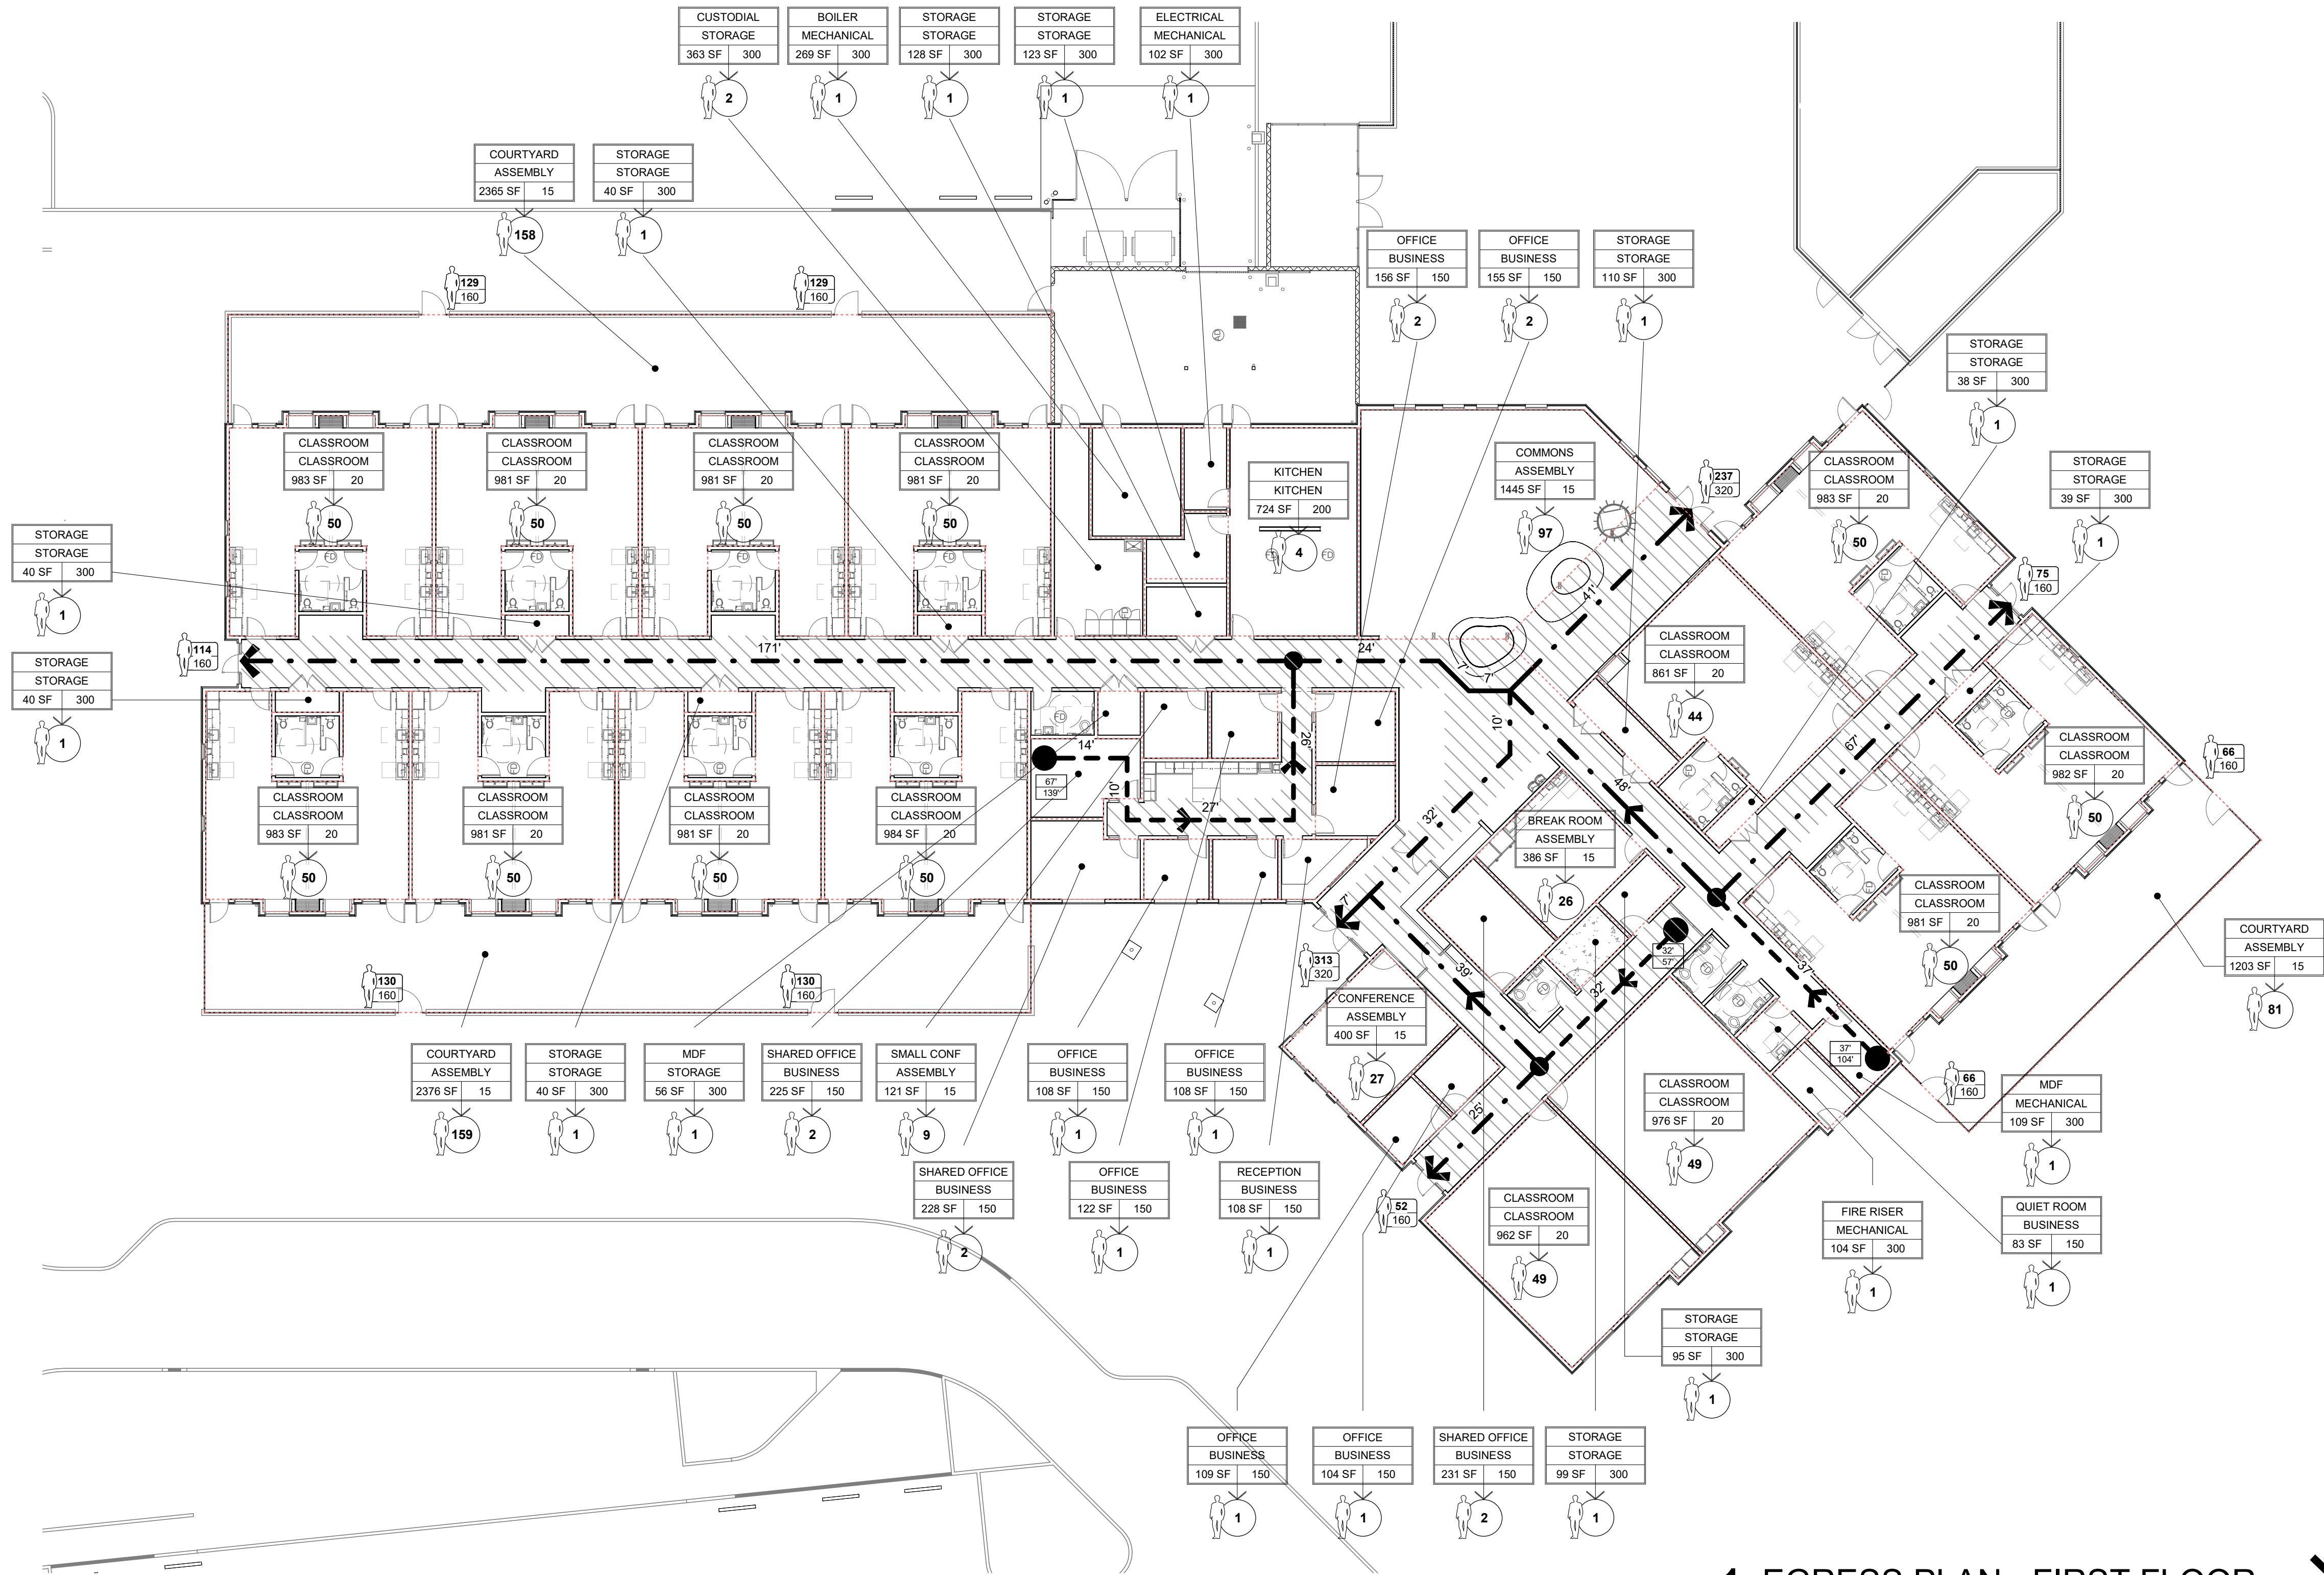 CUSTODIAL
STORAGE
363 SF 300
2
BOILER
MECHANICAL
269 SF 300
1
STORAGE
STORAGE
128 SF 300
1
STORAGE
STORAGE
123 SF 300
1
ELECTRICAL
MECHANICAL
102 SF 300
1
COURTYARD
ASSEMBLY
2365 SF 15
158
STORAGE
STORAGE
40 SF 300
1
OFFICE
BUSINESS
156 SF 150
2
OFFICE
BUSINESS
155 SF 150
2
STORAGE
STORAGE
110 SF 300
1
129
160
129
160
STORAGE
STORAGE
38 SF 300
1
CLASSROOM
CLASSROOM
983 SF 20
50
CLASSROOM
CLASSROOM
981 SF 20
50
CLASSROOM
CLASSROOM
981 SF 20
50
CLASSROOM
CLASSROOM
981 SF 20
50
KITCHEN
KITCHEN
724 SF 200
4
COMMONS
ASSEMBLY
1445 SF 15
97
237
320
CLASSROOM
CLASSROOM
983 SF 20
50
STORAGE
STORAGE
39 SF 300
1
STORAGE
STORAGE
40 SF 300
1
FD
FD
FD
FD
FD
FD
75
160
41'
STORAGE
STORAGE
40 SF 300
1
114
160
171'
24'
7'
7'
10'
CLASSROOM
CLASSROOM
861 SF 20
44
67'
CLASSROOM
CLASSROOM
982 SF 20
50
66
160
FD
14'
67'
139'
10'
27'
26'
32'
48'
CLASSROOM
CLASSROOM
983 SF 20
50
CLASSROOM
CLASSROOM
981 SF 20
50
CLASSROOM
CLASSROOM
981 SF 20
50
CLASSROOM
CLASSROOM
984 SF 20
50
BREAK ROOM
ASSEMBLY
386 SF 15
26
CLASSROOM
CLASSROOM
981 SF 20
50
COURTYARD
ASSEMBLY
1203 SF 15
81
7'
313
320
39'
32'
32'
57'
37'
37'
104'
130
160
130
160
CONFERENCE
ASSEMBLY
400 SF 15
27
25'
52
160
66
160
COURTYARD
ASSEMBLY
2376 SF 15
159
STORAGE
STORAGE
40 SF 300
1
MDF
STORAGE
56 SF 300
1
SHARED OFFICE
BUSINESS
225 SF 150
2
SMALL CONF
ASSEMBLY
121 SF 15
9
OFFICE
BUSINESS
108 SF 150
1
OFFICE
BUSINESS
108 SF 150
1
CLASSROOM
CLASSROOM
976 SF 20
49
MDF
MECHANICAL
109 SF 300
1
SHARED OFFICE
BUSINESS
228 SF 150
2
OFFICE
BUSINESS
122 SF 150
1
RECEPTION
BUSINESS
108 SF 150
1
CLASSROOM
CLASSROOM
962 SF 20
49
FIRE RISER
MECHANICAL
104 SF 300
1
QUIET ROOM
BUSINESS
83 SF 150
1
STORAGE
STORAGE
95 SF 300
1
OFFICE
BUSINESS
109 SF 150
1
OFFICE
BUSINESS
104 SF 150
1
SHARED OFFICE
BUSINESS
231 SF 150
2
STORAGE
STORAGE
99 SF 300
1
1 EGRESS PLAN - FIRST FLOOR